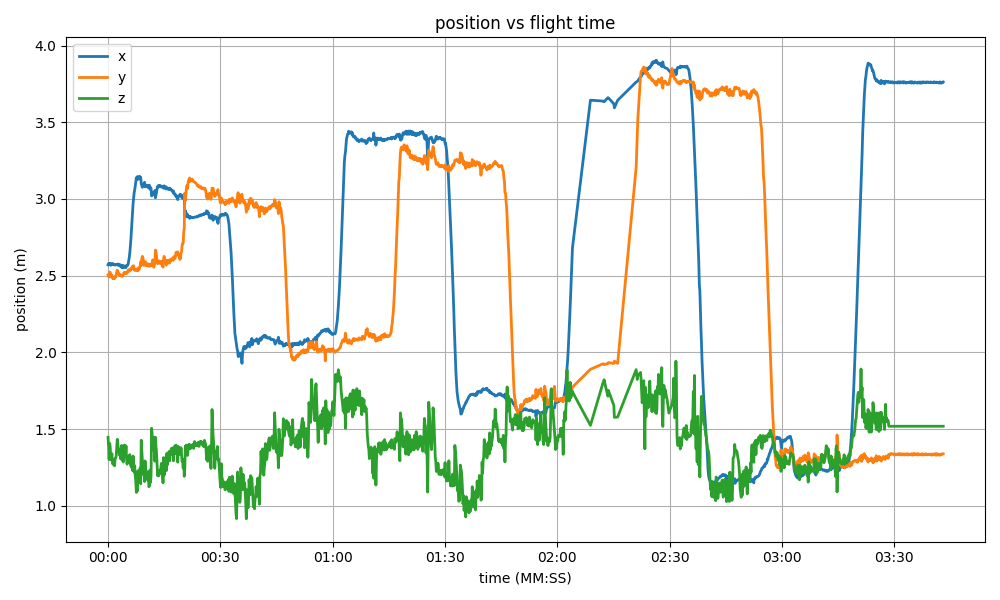 position vs flight time
x
y
z
position (m)
4.0
3.5
3.0
2.5
2.0
1.5
1.0
00:00 00:30 01:00 01:30 02:00 02:30 03:00 03:30
time (MM:SS)